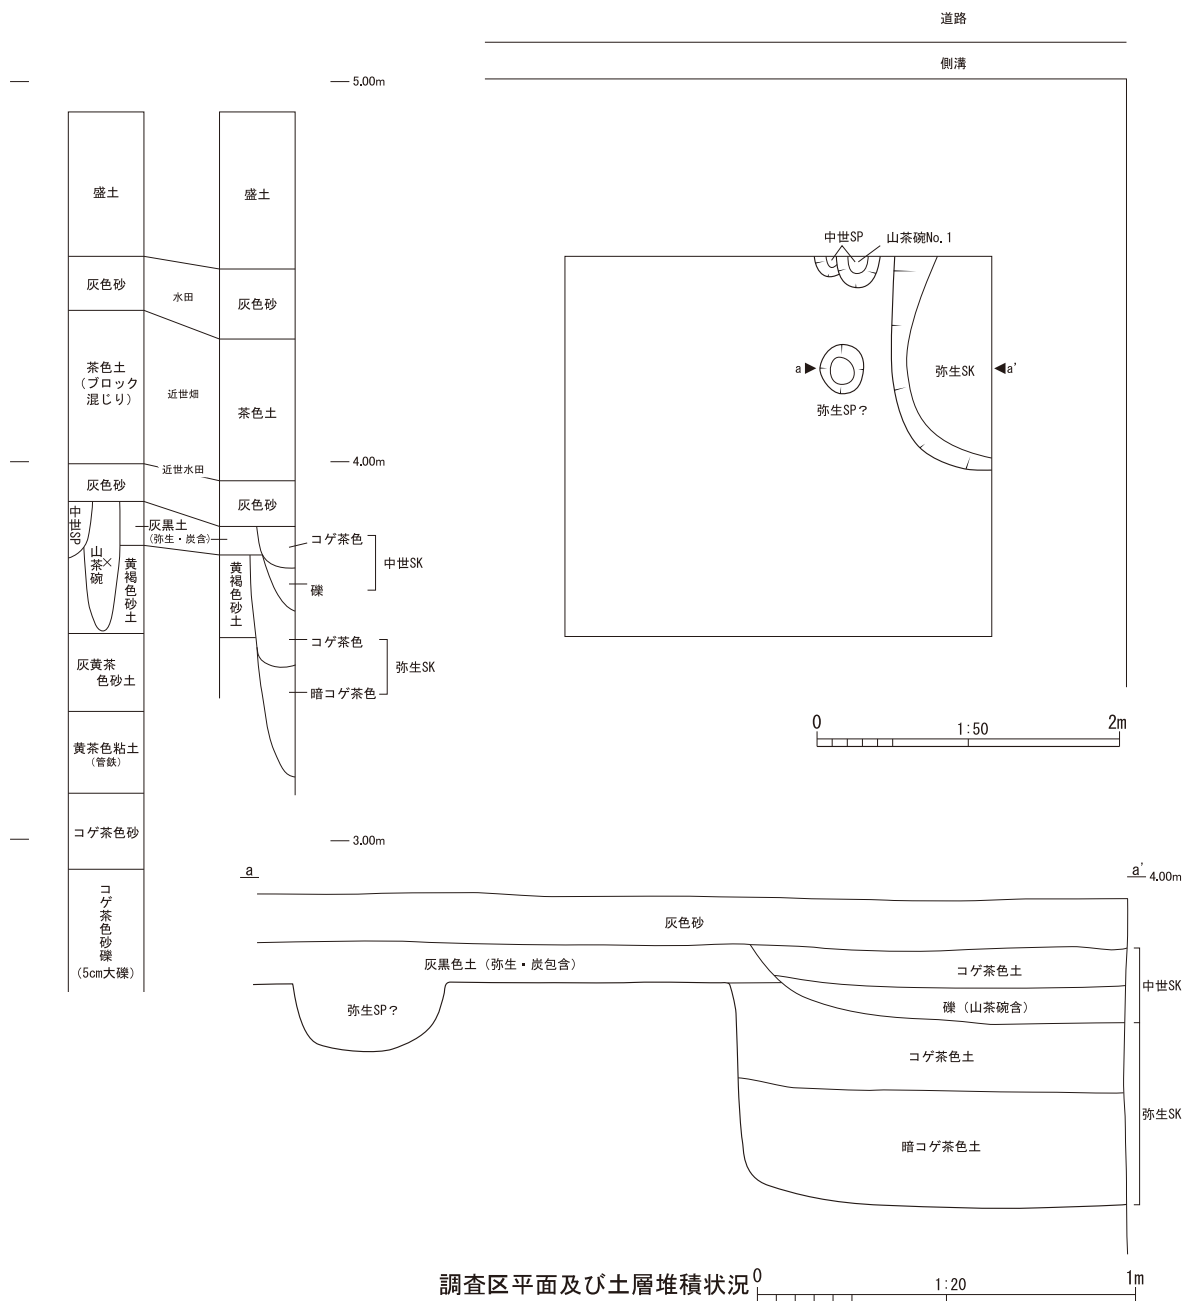 道路
側溝
5.00m
盛土
盛土
灰色砂
水田
灰色砂
茶色土
(ブロック
混じり)
近世畑
茶色土
4.00m
近世水田
灰色砂
灰色砂
中世SP
山茶碗
×
灰黒土
(弥生・炭含)
黄褐色砂土
黄褐色砂土
コゲ茶色
礫
中世SK
コゲ茶色
暗コゲ茶色
弥生SK
灰黄茶
色砂土
黄茶色粘土
(管鉄)
コゲ茶色砂
3.00m
コゲ茶色砂礫
(5cm大礫)
中世SP
山茶碗No.1
a
弥生SK
a'
弥生SP?
0
1:50
2m
a
a'
4.00m
灰色砂
灰黒色土(弥生・炭包含)
コゲ茶色土
礫(山茶碗含)
中世SK
弥生SP?
コゲ茶色土
暗コゲ茶色土
弥生SK
調査区平面及び土層堆積状況
0
1:20
1m